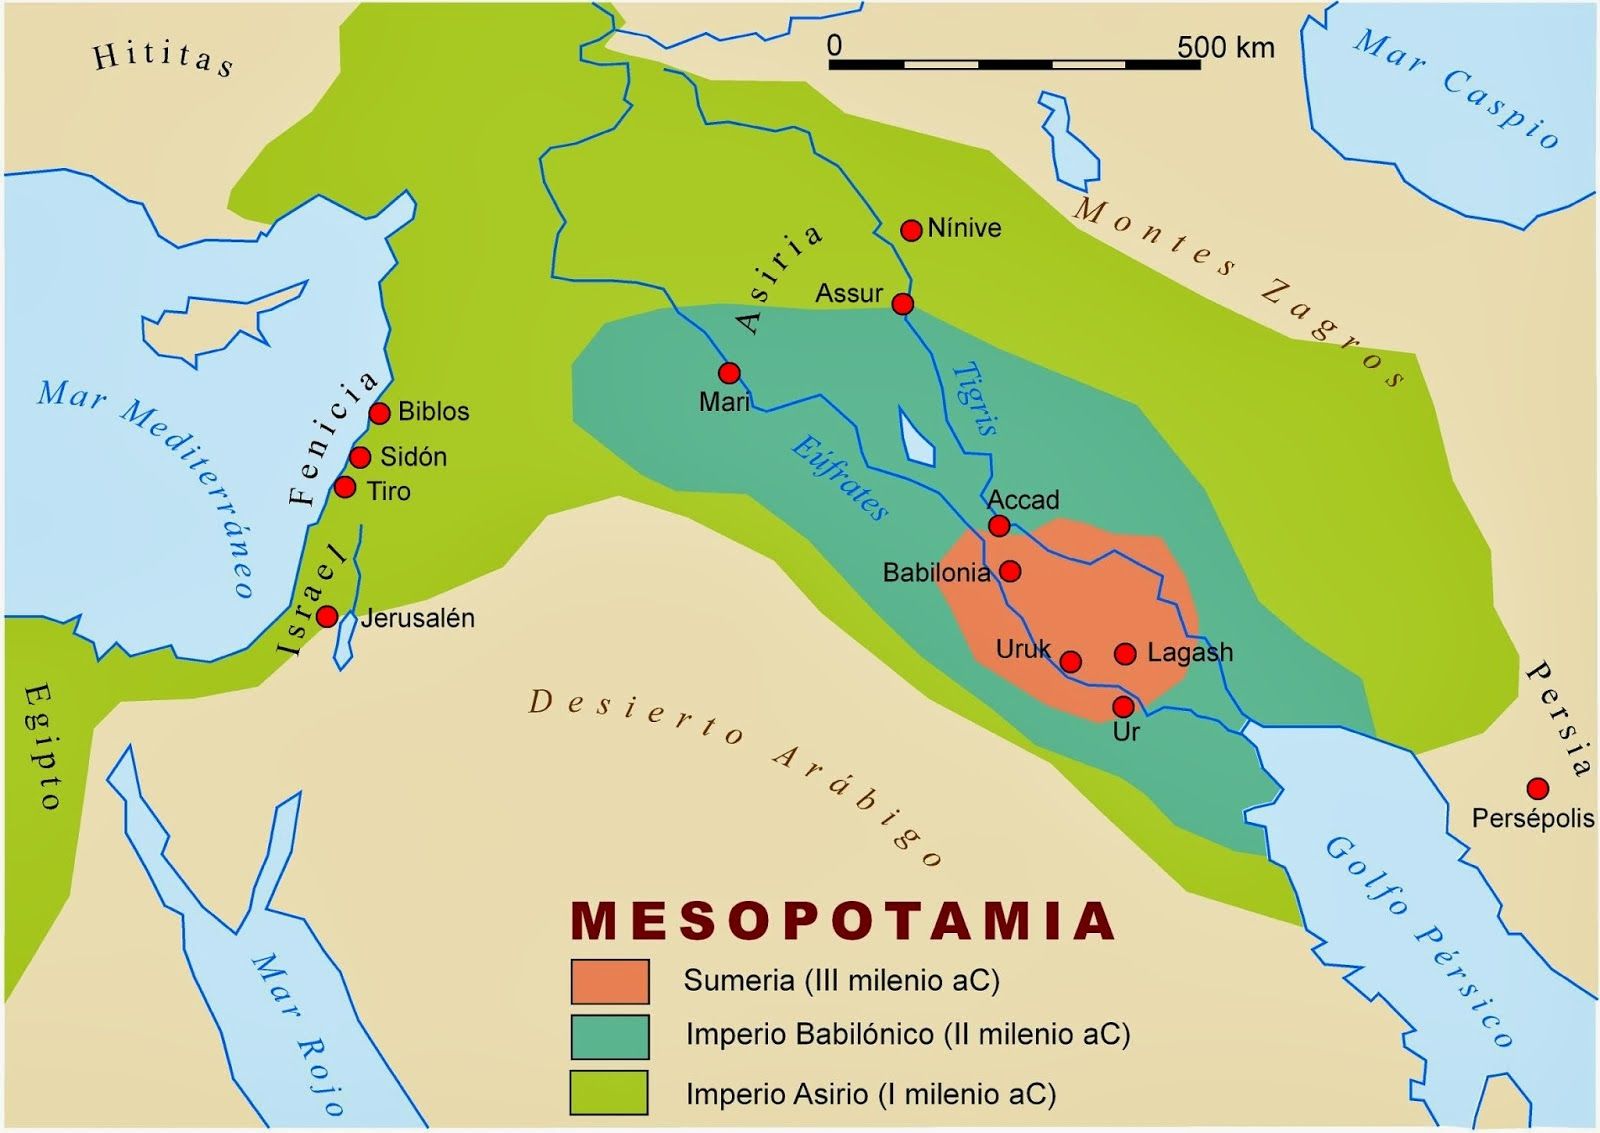 Hititas
0
500 km
Mar Caspio
Montes Zagros
Nínive
Asiria
Assur
Mar Mediterráneo
Fenicia
Biblos
Sidón
Tiro
Mari
Tigris
Eúfrates
Accad
Babilonia
Israel
Jerusalén
Uruk
Lagash
Ur
Egipto
Desierto Arábigo
Persia
Persépolis
Golfo Pérsico
Mar Rojo
MESOPOTAMIA
Sumeria (III milenio aC)
Imperio Babilónico (II milenio aC)
Imperio Asirio (I milenio aC)